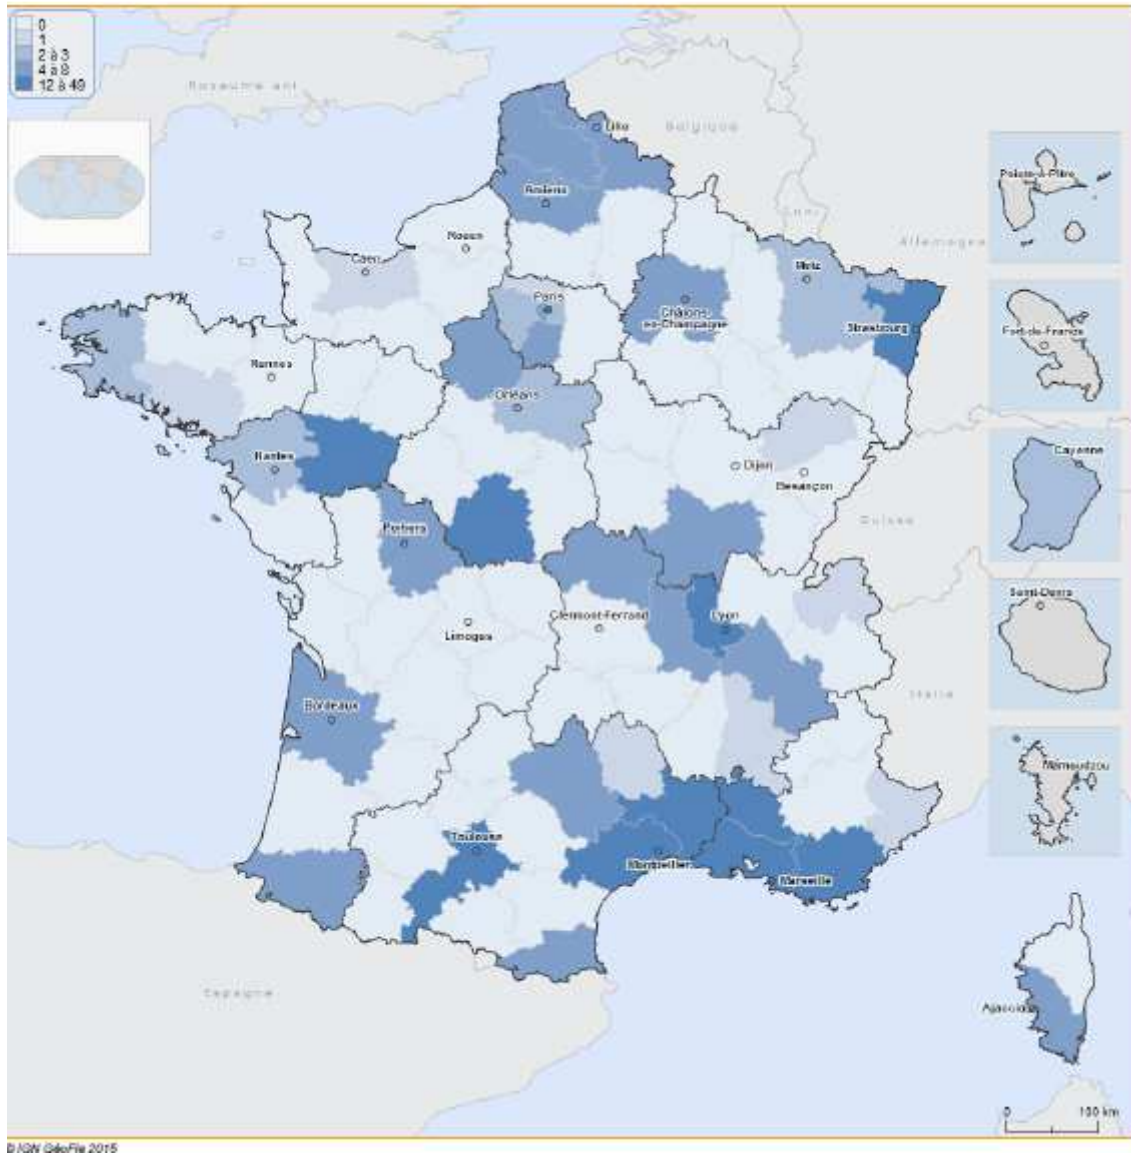 0
1
2 à 3
4 à 8
12 à 49
Royaume uni
Lille
Belgique
Amiens
Pointe-à-Pitre
Rouen
Allemagne
Caen
Metz
Paris
Châlons-
en-Champagne
Strasbourg
Fort-de-France
Rennes
Orléans
Nantes
Dijon
Besançon
Cayenne
Suisse
Poitiers
Saint-Denis
Clermont-Ferrand
Lyon
Limoges
Italie
Bordeaux
Mamoudzou
Toulouse
Montpellier
Marseille
Espagne
Ajaccio
0 100 km
© IGN GéoFla 2015